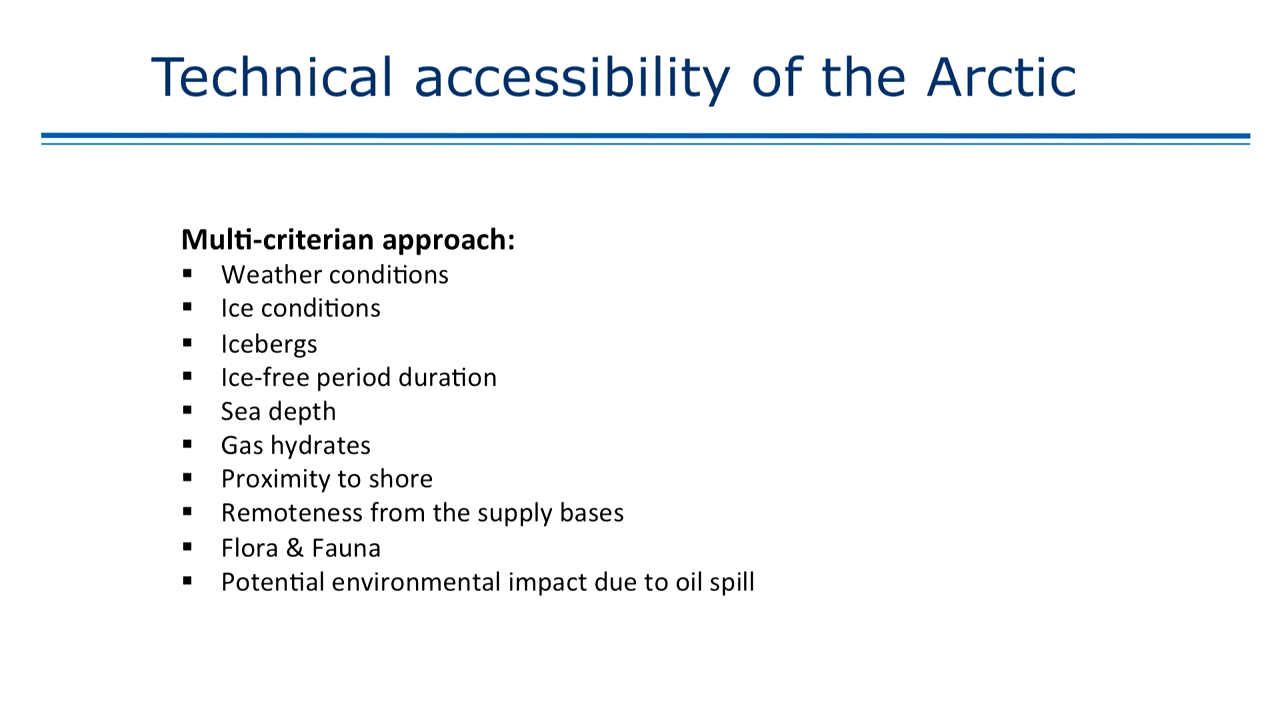 Technical accessibility of the Arctic
Multi-criterian approach:
▪ Weather conditions
▪ Ice conditions
▪ Icebergs
▪ Ice-free period duration
▪ Sea depth
▪ Gas hydrates
▪ Proximity to shore
▪ Remoteness from the supply bases
▪ Flora & Fauna
▪ Potential environmental impact due to oil spill